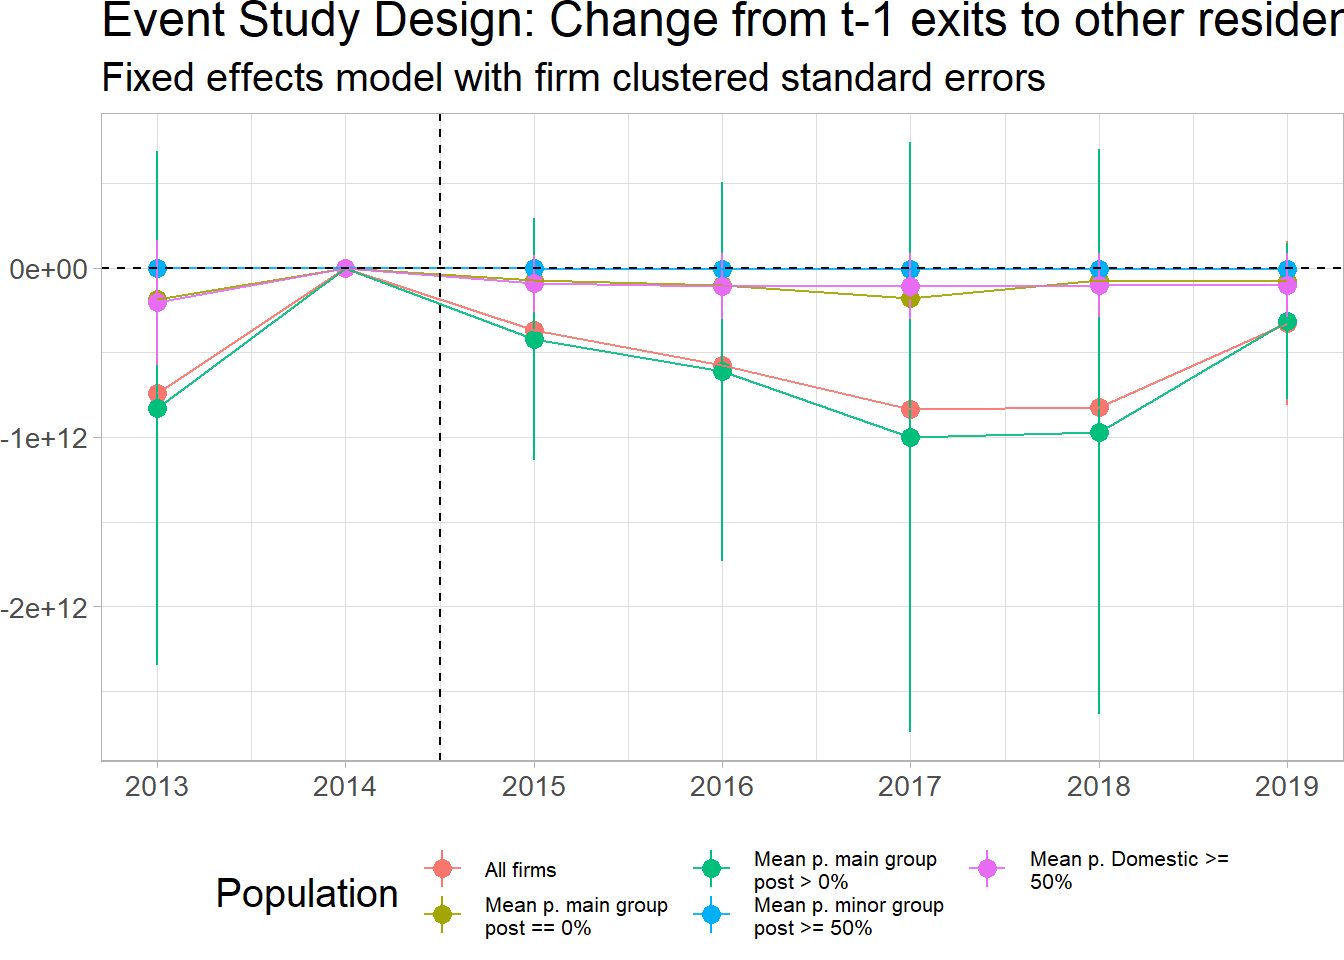 Event Study Design: Change from t-1 exits to other
Fixed effects model with firm clustered standard errors
0e+00
-1e+12
-2e+12
2013 2014 2015 2016 2017 2018 2019
Population
All firms
Mean p. main group
post == 0%
Mean p. main group
post > 0%
Mean p. minor group
post >= 50%
Mean p. Domestic >=
50%